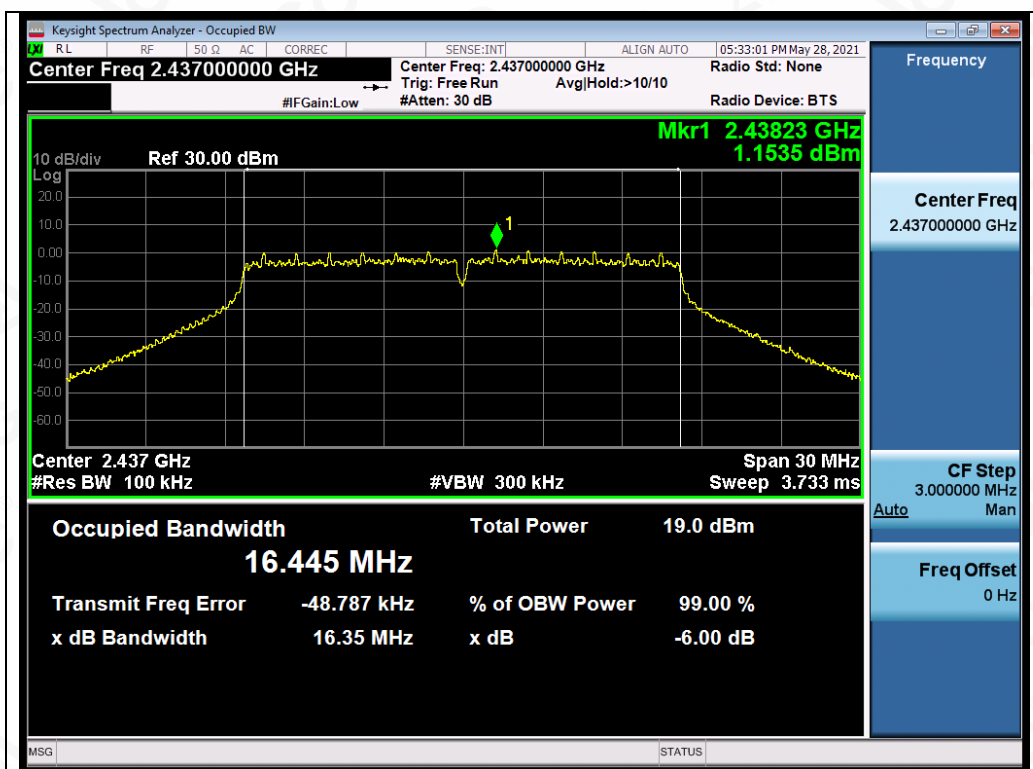 Keysight Spectrum Analyzer - Occupied BW
LXI RL RF 50 Ω AC CORREC SENSE:INT ALIGN AUTO 05:33:01 PM May 28, 2021
Center Freq 2.437000000 GHz
Center Freq: 2.437000000 GHz
Radio Std: None
Trig: Free Run Avg|Hold:>10/10
#IFGain:Low
#Atten: 30 dB
Radio Device: BTS
Mkr1 2.43823 GHz
1.1535 dBm
10 dB/div Ref 30.00 dBm
Log
20.0
10.0
0.00
-10.0
-20.0
-30.0
-40.0
-50.0
-60.0
1
Center 2.437 GHz Span 30 MHz
#Res BW 100 kHz #VBW 300 kHz Sweep 3.733 ms
Occupied Bandwidth Total Power 19.0 dBm
16.445 MHz
Transmit Freq Error -48.787 kHz % of OBW Power 99.00 %
x dB Bandwidth 16.35 MHz x dB -6.00 dB
Frequency
Center Freq
2.437000000 GHz
CF Step
3.000000 MHz
Auto Man
Freq Offset
0 Hz
MSG STATUS